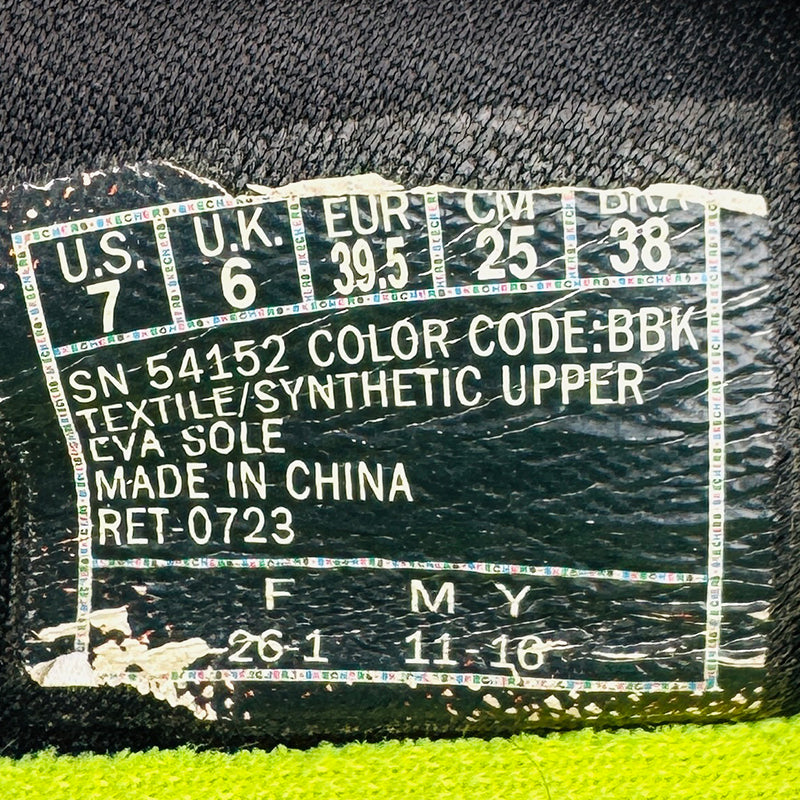 U.S. U.K. EUR CM BRA
7 6 39.5 25 38
SN 54152 COLOR CODE:BBK
TEXTILE/SYNTHETIC UPPER
EVA SOLE
MADE IN CHINA
RET-0723
F M Y
26-1 11-16